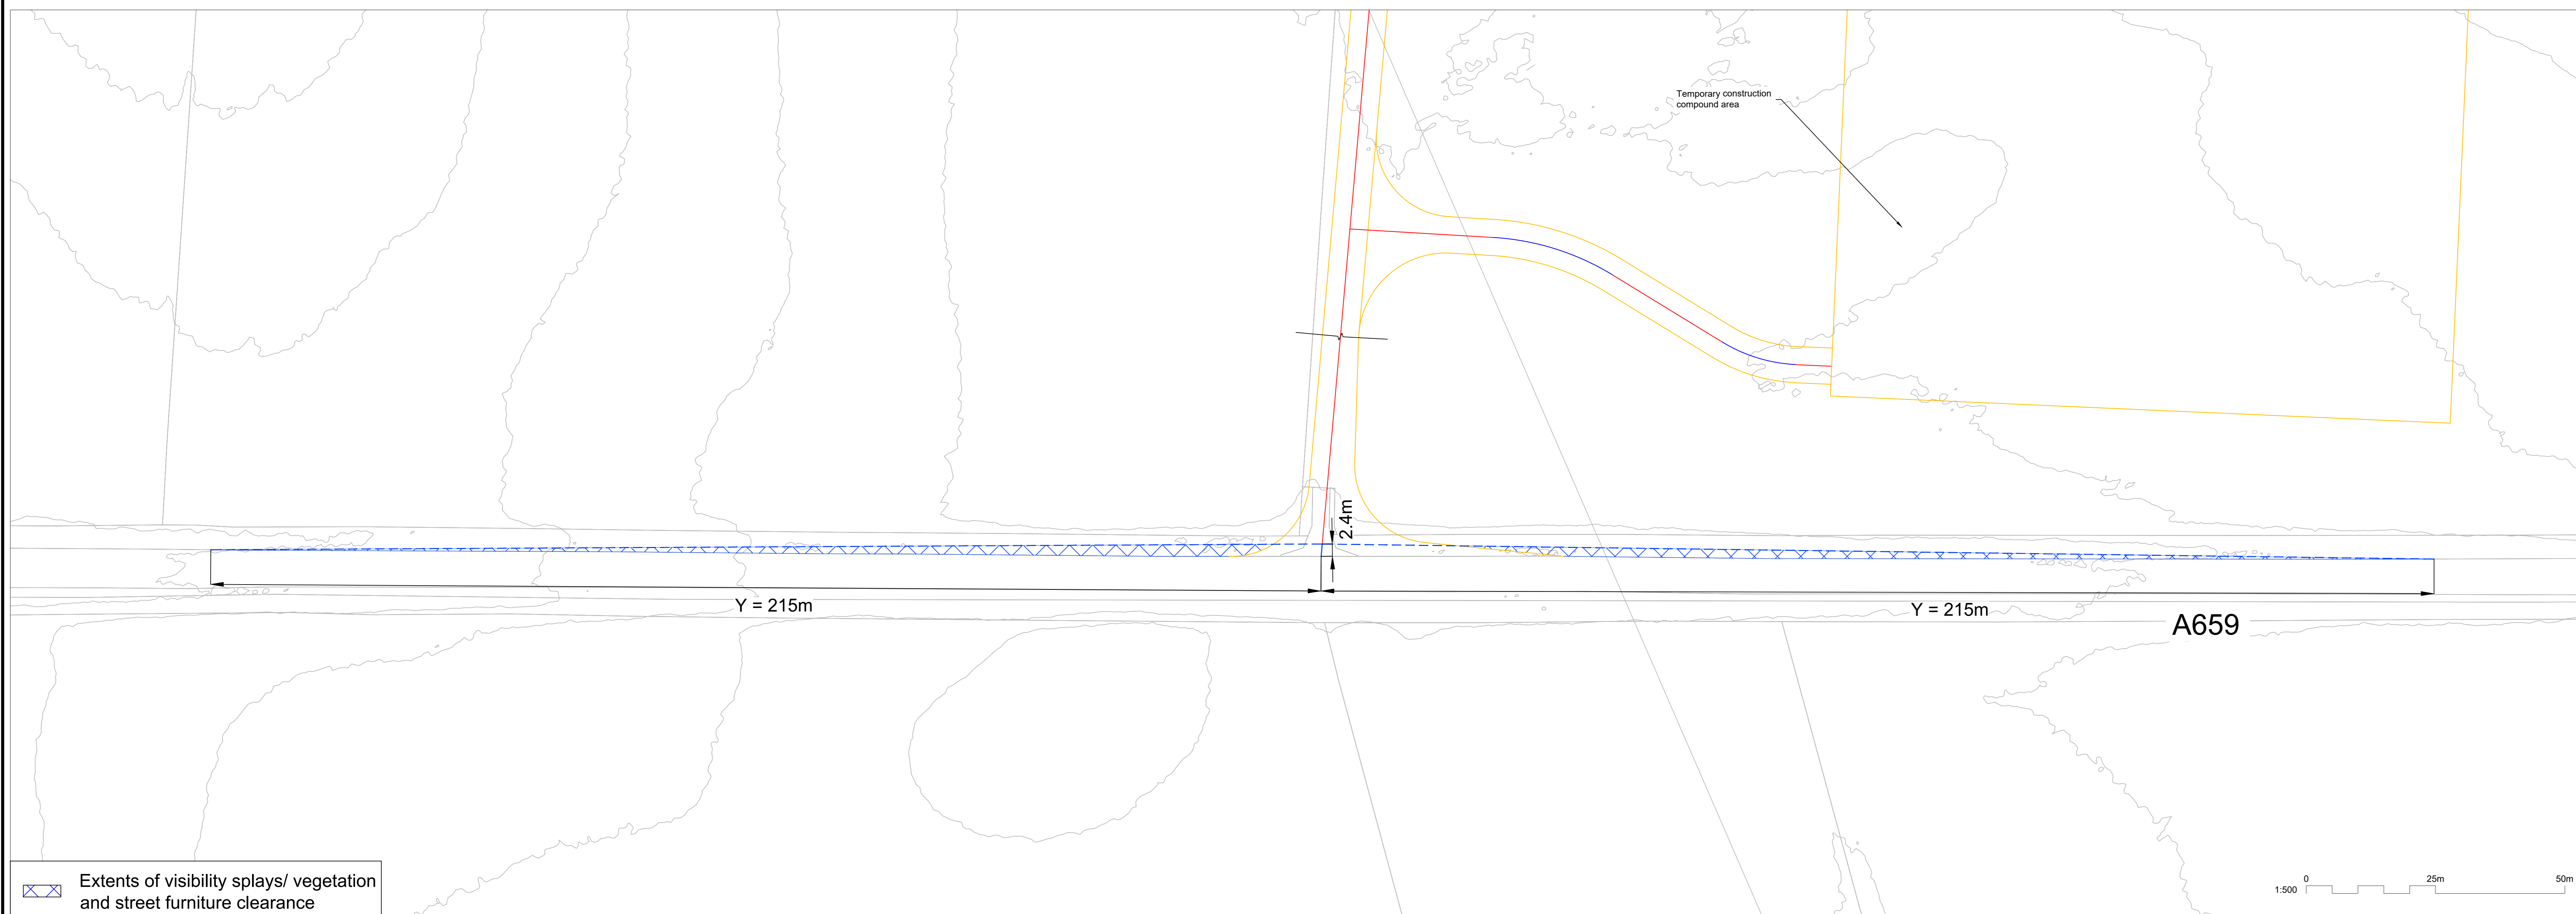 Temporary construction
compound area
2.4m
Y = 215m
Y = 215m
A659
Extents of visibility splays/ vegetation
and street furniture clearance
1:500
0
25m
50m